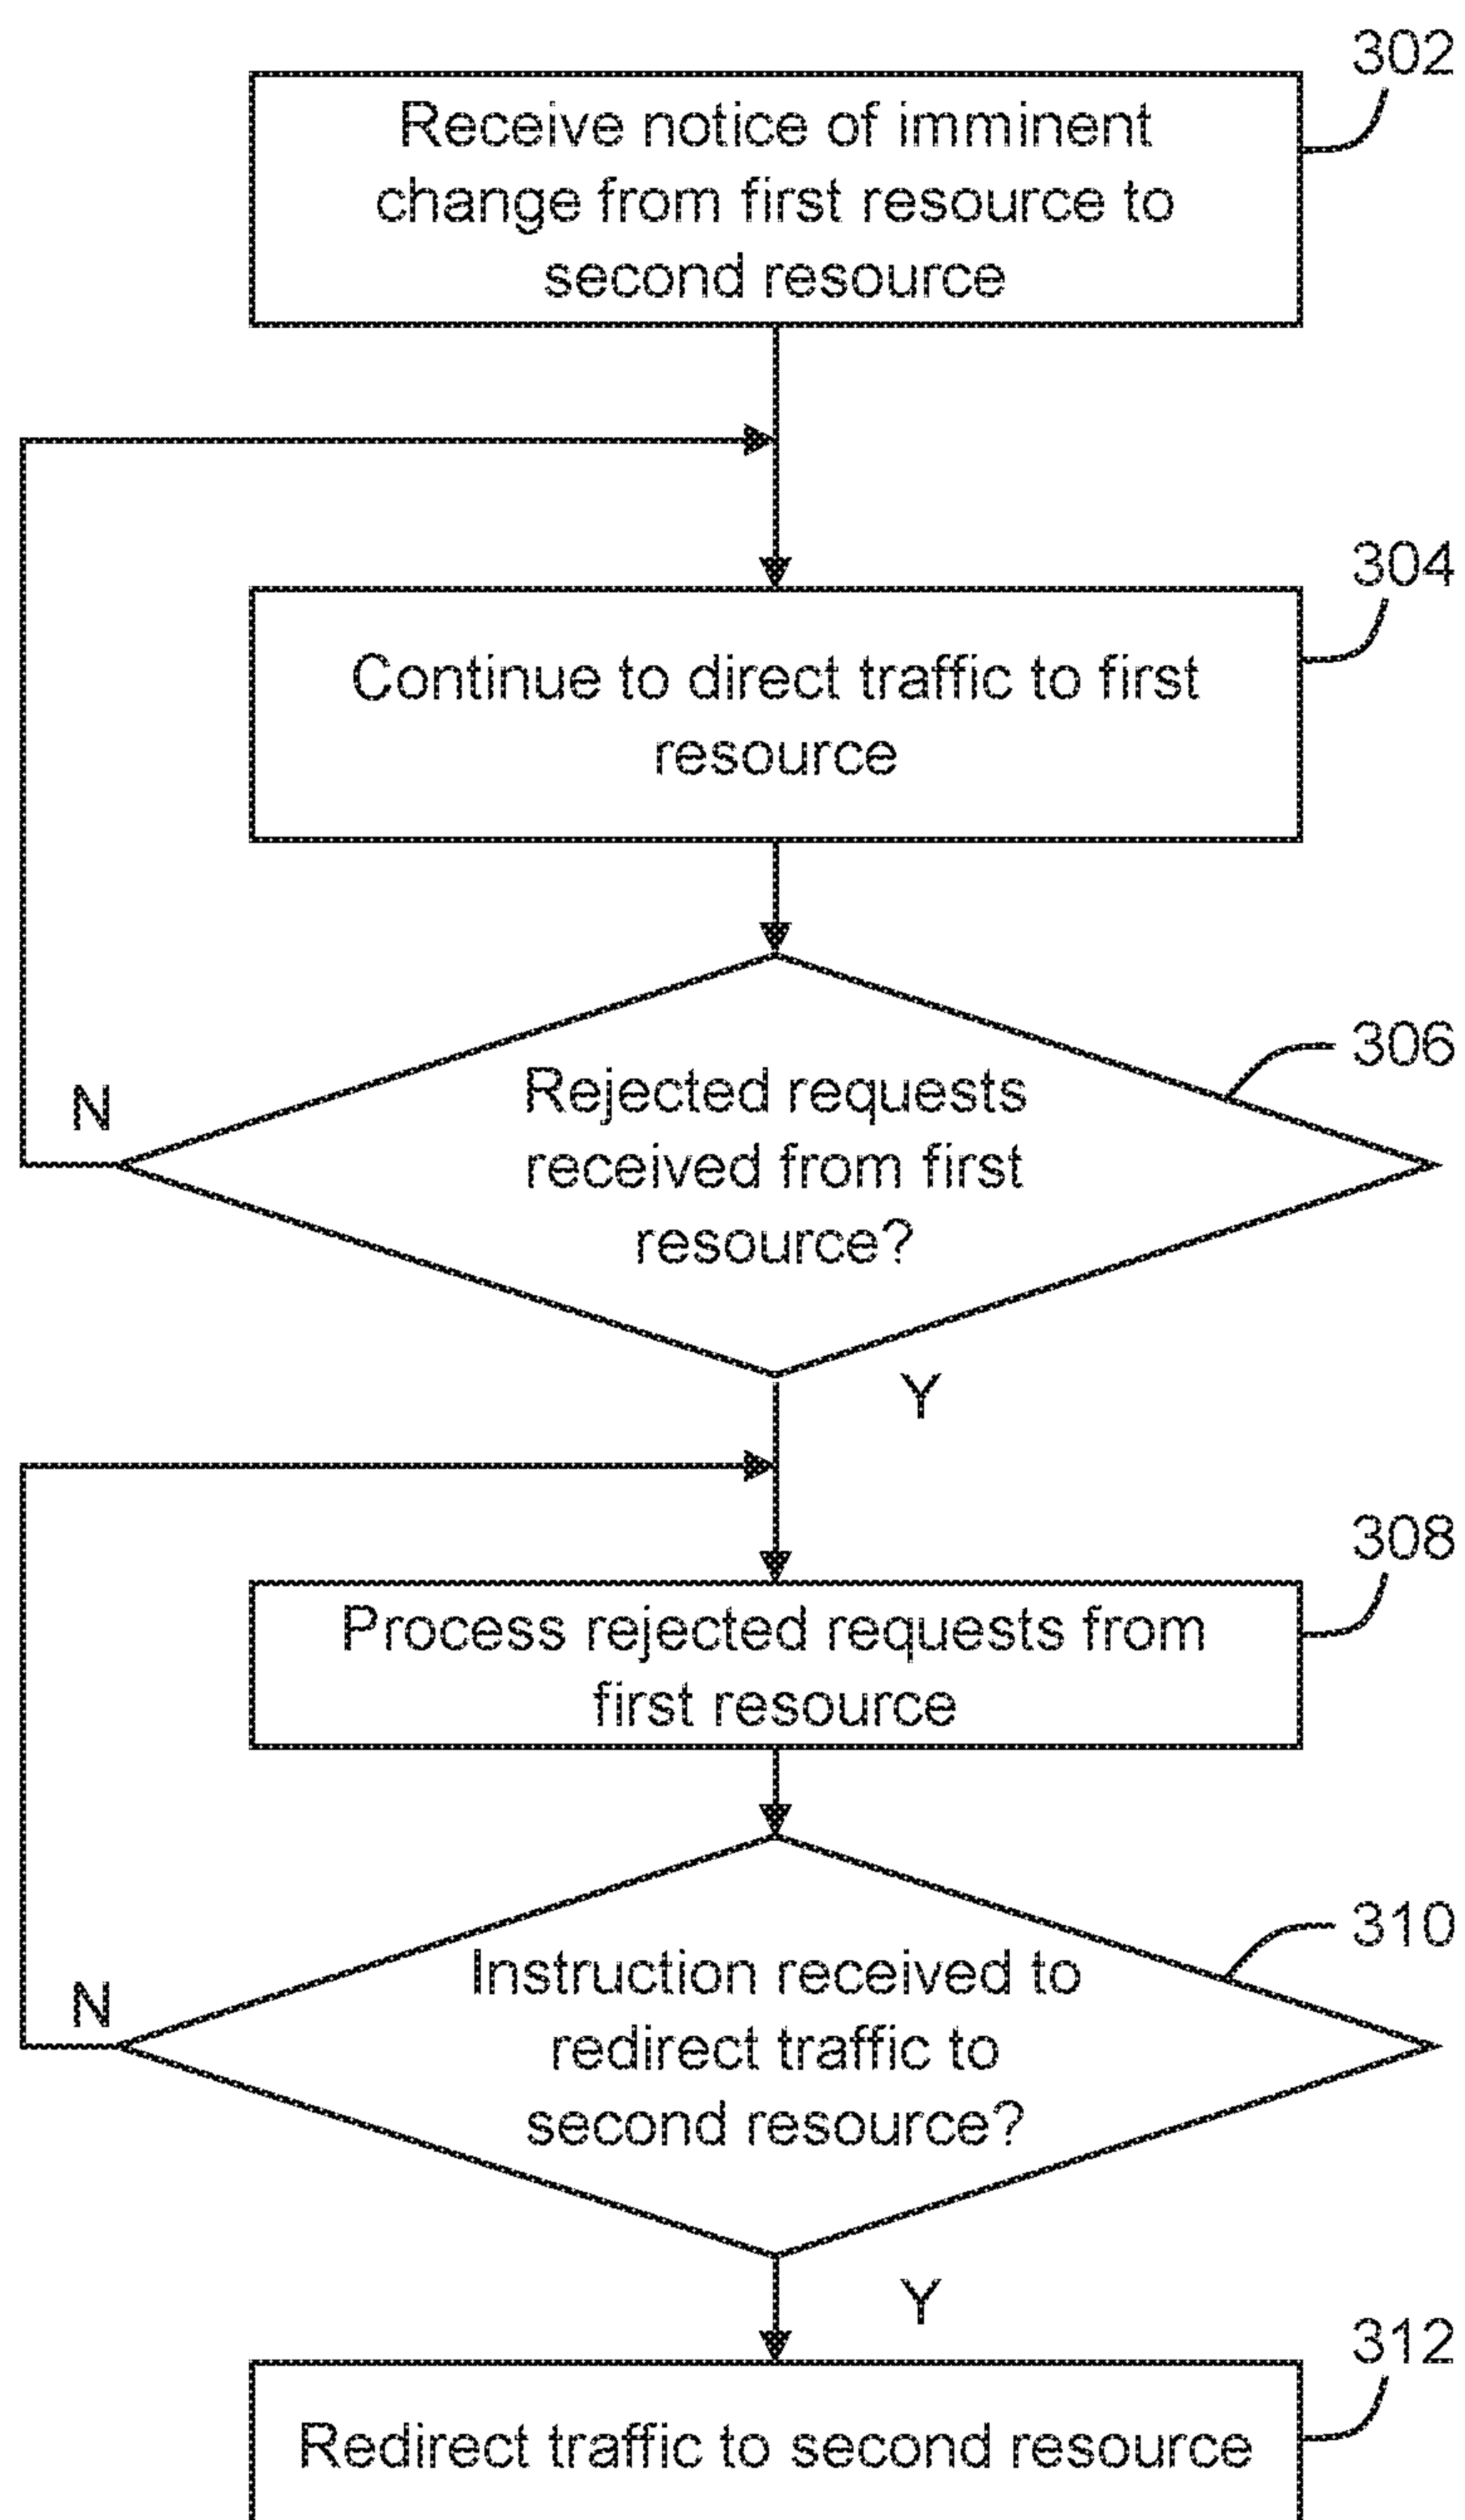 302
Receive notice of imminent
change from first resource to
second resource
304
Continue to direct traffic to first
resource
306
Rejected requests
received from first
resource?
N
Y
308
Process rejected requests from
first resource
310
Instruction received to
redirect traffic to
second resource?
N
Y
312
Redirect traffic to second resource